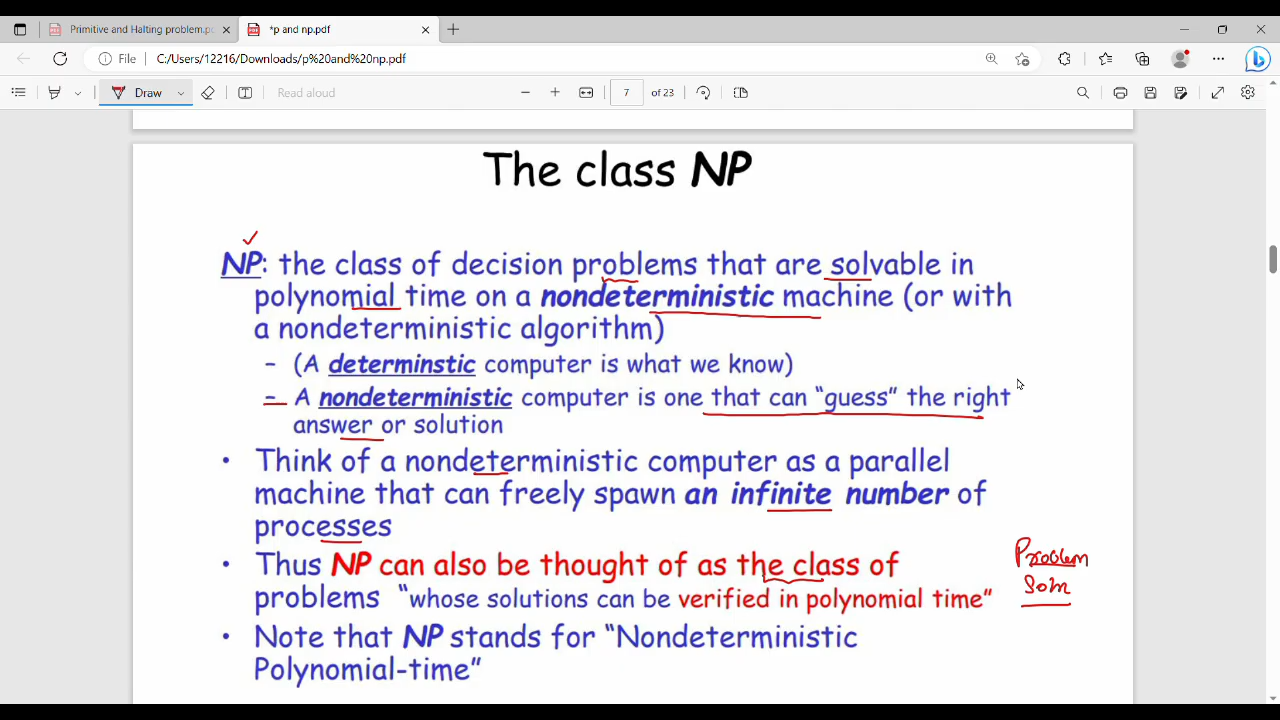 Primitive and Halting problem.p
*p and np.pdf
File
C:/Users/12216/Downloads/p%20and%20np.pdf
Draw
Read aloud
7 of 23
The class NP
NP: the class of decision problems that are solvable in
polynomial time on a nondeterministic machine (or with
a nondeterministic algorithm)
– (A determinstic computer is what we know)
– A nondeterministic computer is one that can “guess” the right
answer or solution
• Think of a nondeterministic computer as a parallel
machine that can freely spawn an infinite number of
processes
• Thus NP can also be thought of as the class of
problems “whose solutions can be verified in polynomial time”
Problem
Soln
• Note that NP stands for “Nondeterministic
Polynomial-time”